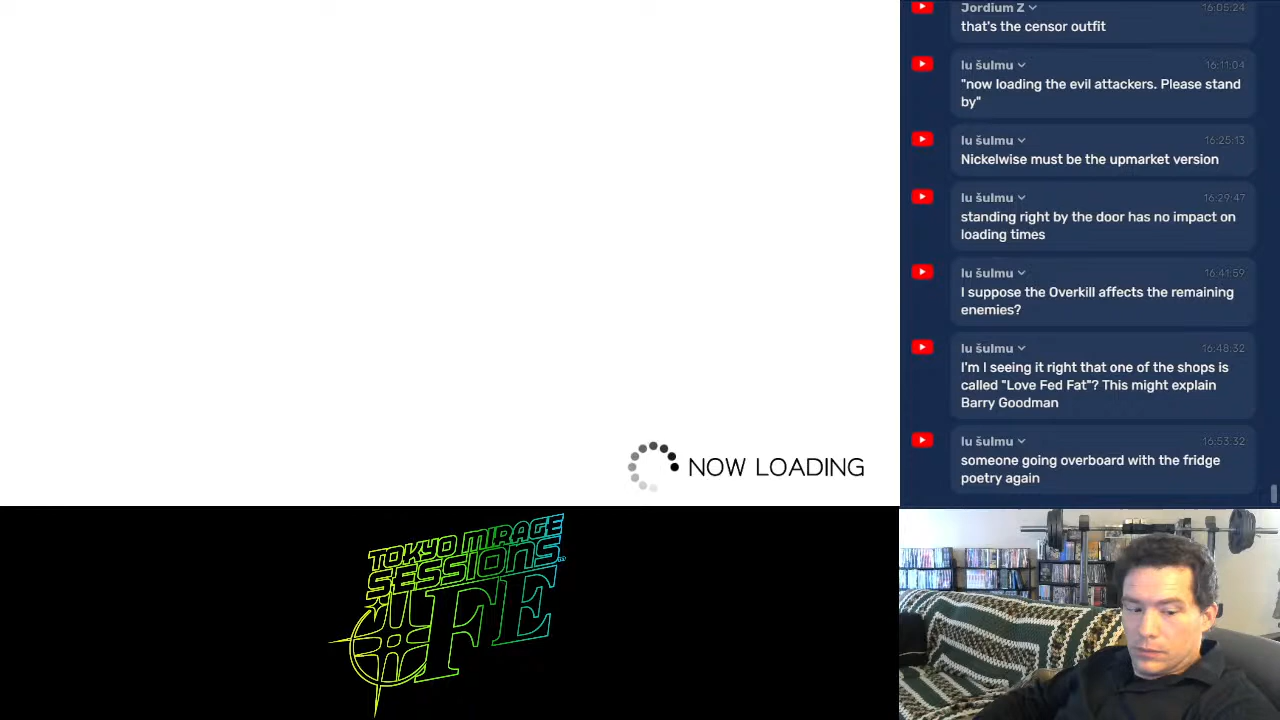 Jordium Z
16:05:24
that's the censor outfit
lu šulmu
16:11:04
"now loading the evil attackers. Please stand
by"
lu šulmu
16:25:13
Nickelwise must be the upmarket version
lu šulmu
16:29:47
standing right by the door has no impact on
loading times
lu šulmu
16:41:59
I suppose the Overkill affects the remaining
enemies?
lu šulmu
16:48:32
I'm I seeing it right that one of the shops is
called "Love Fed Fat"? This might explain
Barry Goodman
lu šulmu
16:53:32
someone going overboard with the fridge
poetry again
NOW LOADING
TOKYO MIRAGE
SESSIONS
#FE